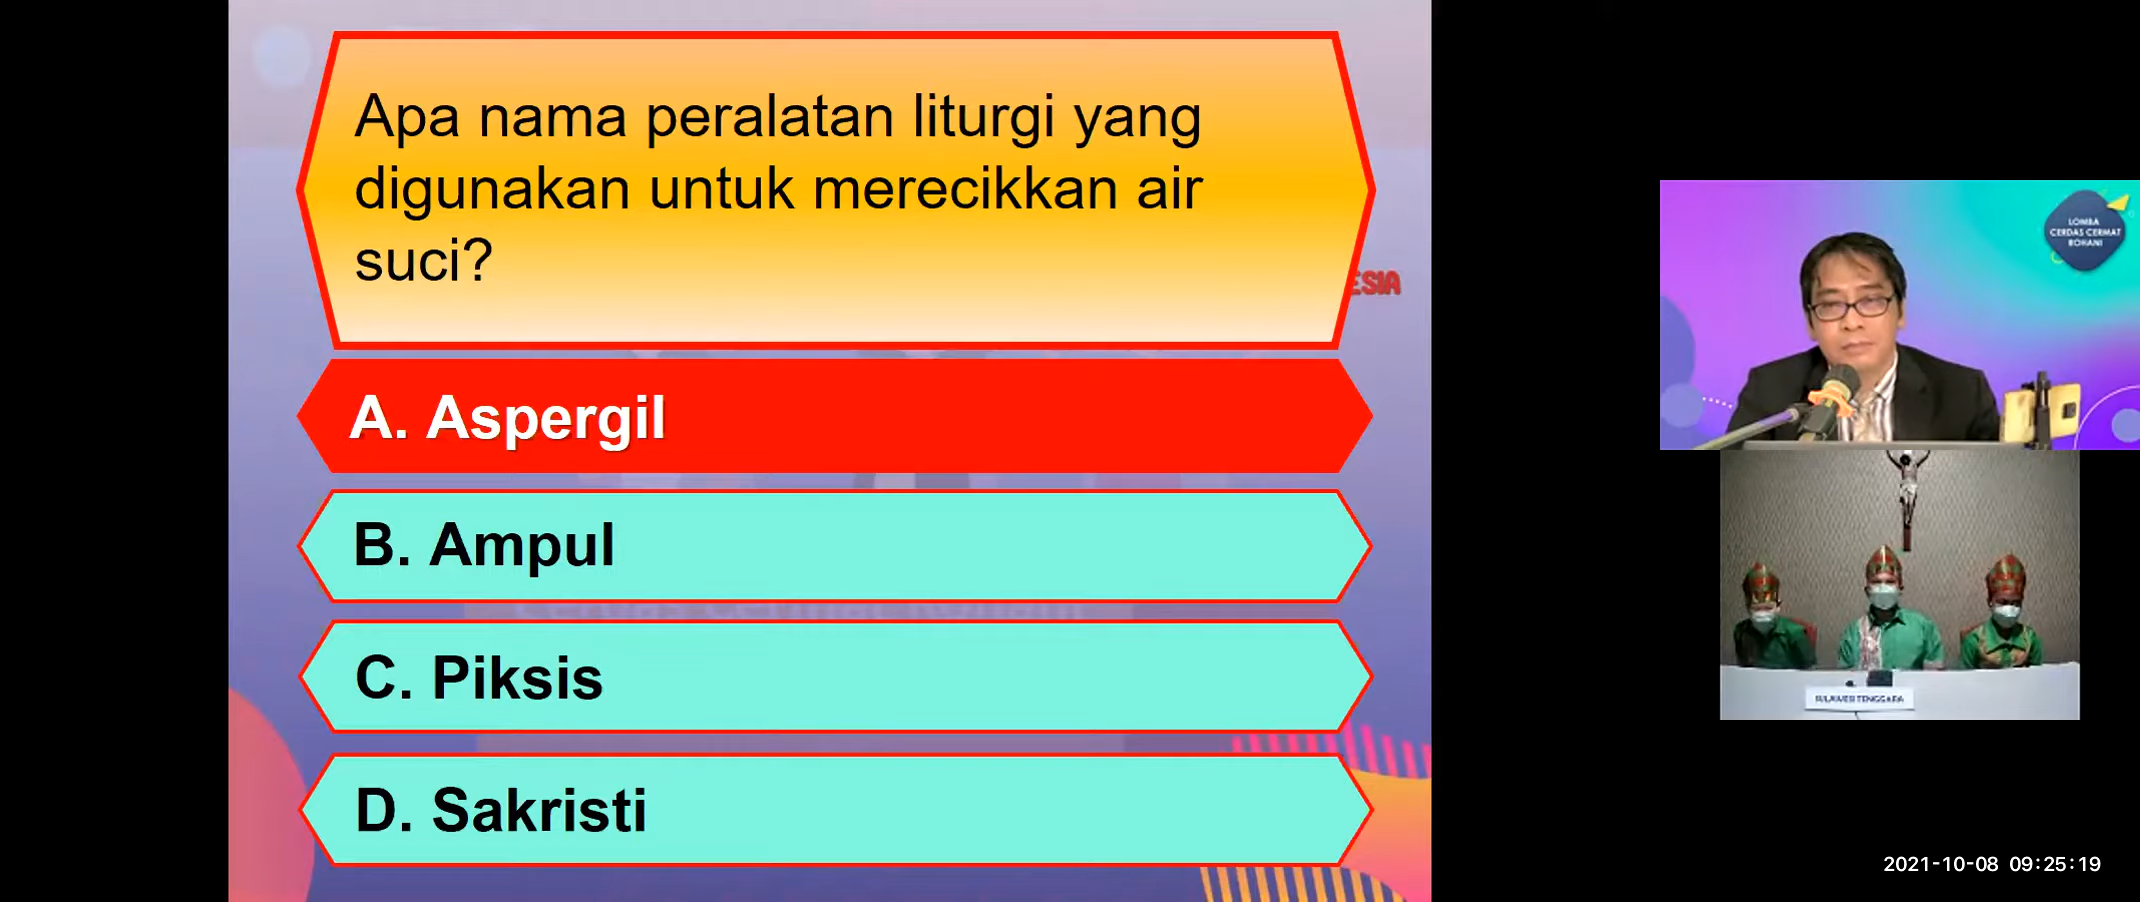 Apa nama peralatan liturgi yang
digunakan untuk merecikkan air
suci?
ESIA
A. Aspergil
B. Ampul
C. Piksis
D. Sakristi
LOMBA
CERDAS CERMAT
ROHANI
SULAWESI TENGGARA
2021-10-08 09:25:19